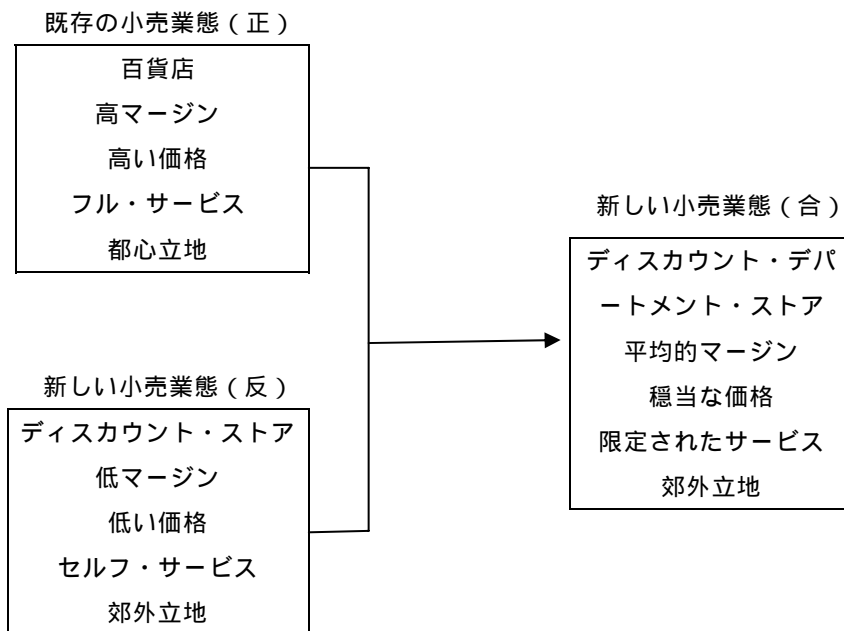 既存の小売業態（正）
百貨店
高マージン
高い価格
フル・サービス
都心立地
新しい小売業態（合）
ディスカウント・デパ
ートメント・ストア
平均的マージン
穏当な価格
限定されたサービス
郊外立地
新しい小売業態（反）
ディスカウント・ストア
低マージン
低い価格
セルフ・サービス
郊外立地